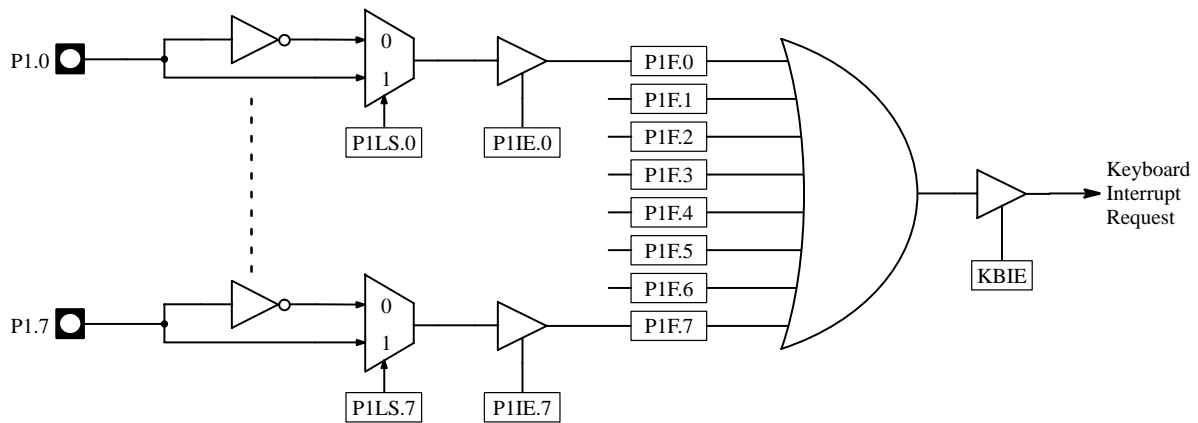 P1.0
0
1
P1LS.0
P1IE.0
P1F.0
P1F.1
P1F.2
P1F.3
P1F.4
P1F.5
P1F.6
P1F.7
Keyboard
Interrupt
Request
KBIE
P1.7
0
1
P1LS.7
P1IE.7